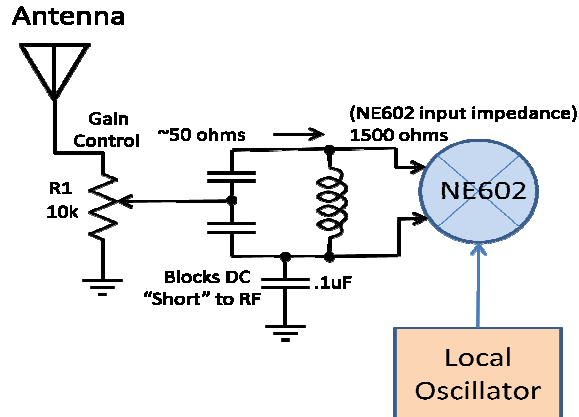 Antenna
Gain
Control
~50 ohms
(NE602 input impedance)
1500 ohms
R1
10k
NE602
Blocks DC
"Short" to RF
.1uF
Local
Oscillator